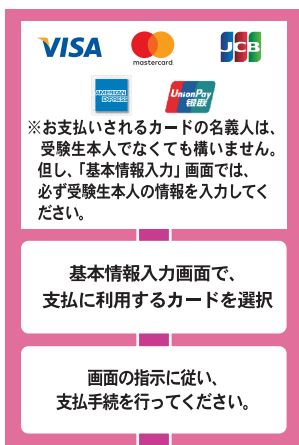 VISA
mastercard
JCB
AMERICAN
EXPRESS
UnionPay
银联
※お支払いされるカードの名義人は、
受験生本人でなくても構いません。
但し、「基本情報入力」画面では、
必ず受験生本人の情報を入力してく
ださい。
基本情報入力画面で、
支払に利用するカードを選択
画面の指示に従い、
支払手続を行ってください。